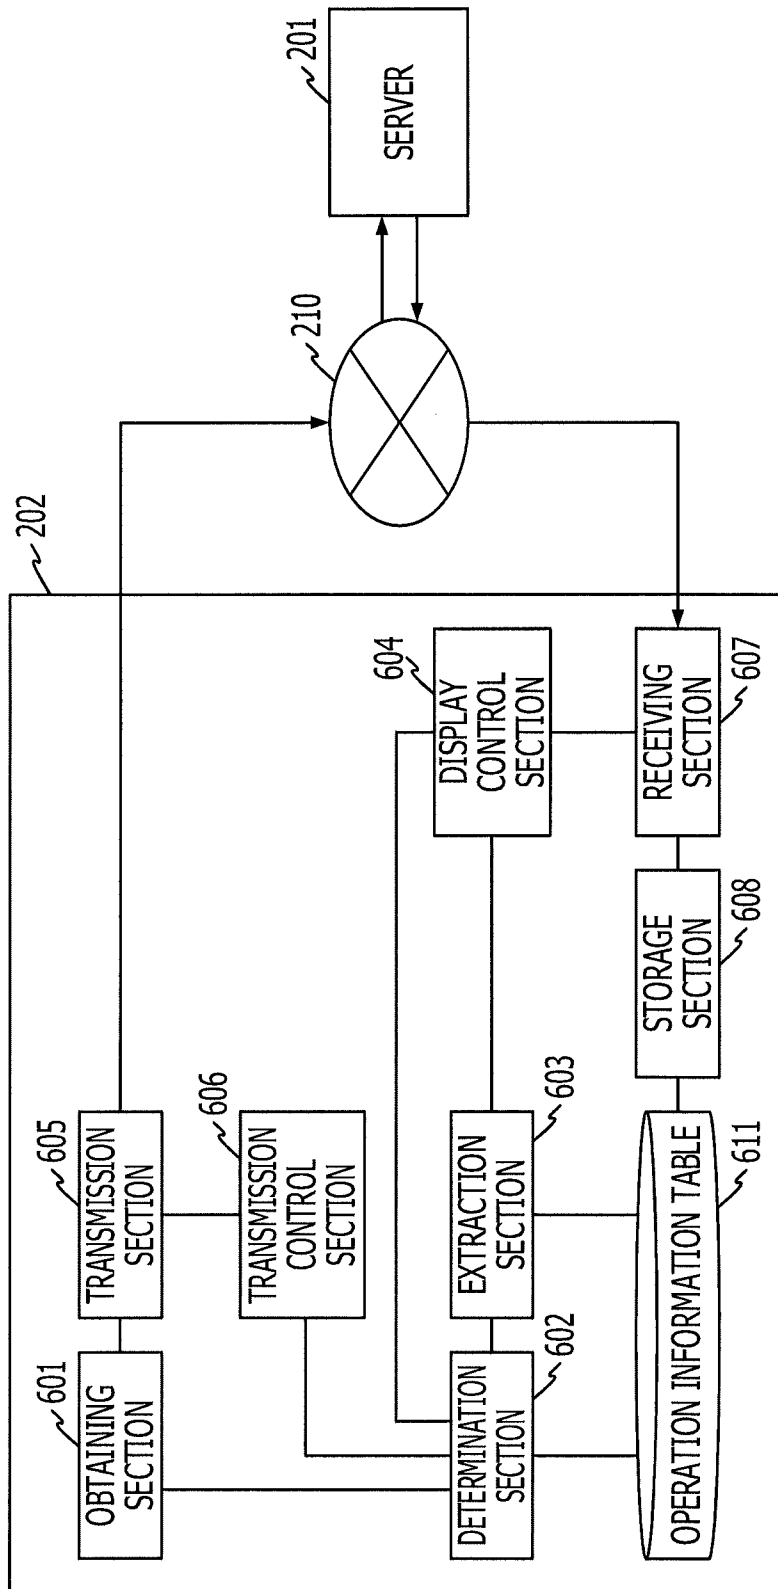 202
601
OBTAINING
SECTION
605
TRANSMISSION
SECTION
606
TRANSMISSION
CONTROL
SECTION
210
201
SERVER
602
DETERMINATION
SECTION
603
EXTRACTION
SECTION
604
DISPLAY
CONTROL
SECTION
611
OPERATION INFORMATION TABLE
608
STORAGE
SECTION
607
RECEIVING
SECTION